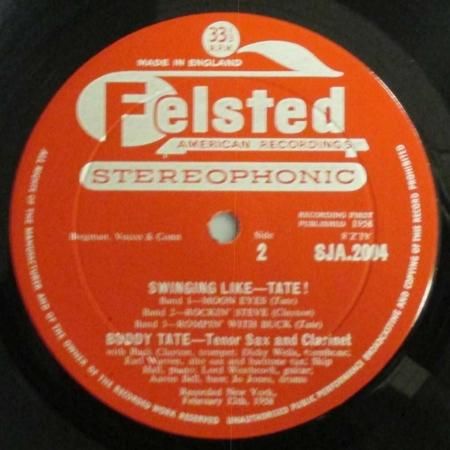 33⅓
R.P.M.
MADE IN ENGLAND
Felsted
AMERICAN RECORDINGS
STEREOPHONIC
RECORDING FIRST
PUBLISHED 1958
Bregman, Vocco & Conn
Side
2
SJA.2004
SWINGING LIKE—TATE!
Band 1—MOON EYES (Tate)
Band 2—ROCKIN' STEVE (Clayton)
Band 3—ROMPIN' WITH BUCK (Tate)
BUDDY TATE—Tenor Sax and Clarinet
with Buck Clayton, trumpet; Dicky Wells, trombone;
Earl Warren, alto sax and baritone sax; Skip
Hall, piano; Lord Westbrook, guitar;
Aaron Bell, bass; Jo Jones, drums
Recorded New York,
February 12th, 1958
ALL RIGHTS OF THE MANUFACTURER AND OF THE OWNER OF THE RECORDED WORK RESERVED UNAUTHORISED PUBLIC PERFORMANCE BROADCASTING AND COPYING OF THIS RECORD PROHIBITED